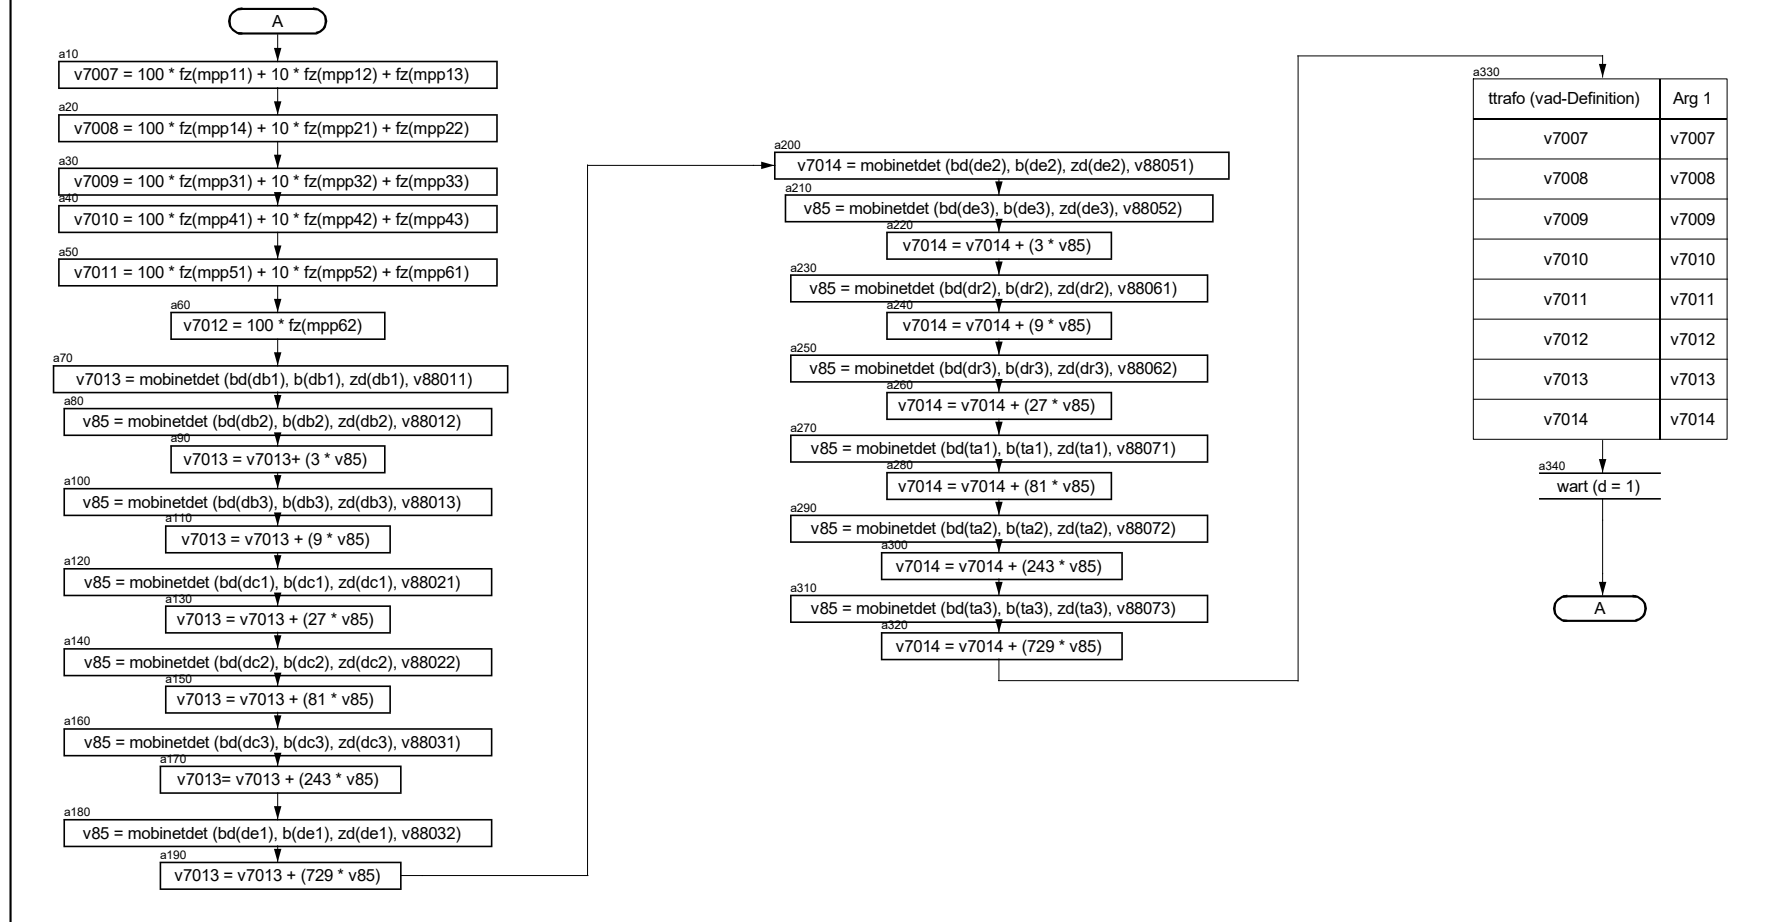 A
a10
v7007 = 100 * fz(mpp11) + 10 * fz(mpp12) + fz(mpp13)
a20
v7008 = 100 * fz(mpp14) + 10 * fz(mpp21) + fz(mpp22)
a30
v7009 = 100 * fz(mpp31) + 10 * fz(mpp32) + fz(mpp33)
a40
v7010 = 100 * fz(mpp41) + 10 * fz(mpp42) + fz(mpp43)
a50
v7011 = 100 * fz(mpp51) + 10 * fz(mpp52) + fz(mpp61)
a60
v7012 = 100 * fz(mpp62)
a70
v7013 = mobinetdet (bd(db1), b(db1), zd(db1), v88011)
a80
v85 = mobinetdet (bd(db2), b(db2), zd(db2), v88012)
a90
v7013 = v7013+ (3 * v85)
a100
v85 = mobinetdet (bd(db3), b(db3), zd(db3), v88013)
a110
v7013 = v7013 + (9 * v85)
a120
v85 = mobinetdet (bd(dc1), b(dc1), zd(dc1), v88021)
a130
v7013 = v7013 + (27 * v85)
a140
v85 = mobinetdet (bd(dc2), b(dc2), zd(dc2), v88022)
a150
v7013 = v7013 + (81 * v85)
a160
v85 = mobinetdet (bd(dc3), b(dc3), zd(dc3), v88031)
a170
v7013= v7013 + (243 * v85)
a180
v85 = mobinetdet (bd(de1), b(de1), zd(de1), v88032)
a190
v7013 = v7013 + (729 * v85)
a200
v7014 = mobinetdet (bd(de2), b(de2), zd(de2), v88051)
a210
v85 = mobinetdet (bd(de3), b(de3), zd(de3), v88052)
a220
v7014 = v7014 + (3 * v85)
a230
v85 = mobinetdet (bd(dr2), b(dr2), zd(dr2), v88061)
a240
v7014 = v7014 + (9 * v85)
a250
v85 = mobinetdet (bd(dr3), b(dr3), zd(dr3), v88062)
a260
v7014 = v7014 + (27 * v85)
a270
v85 = mobinetdet (bd(ta1), b(ta1), zd(ta1), v88071)
a280
v7014 = v7014 + (81 * v85)
a290
v85 = mobinetdet (bd(ta2), b(ta2), zd(ta2), v88072)
a300
v7014 = v7014 + (243 * v85)
a310
v85 = mobinetdet (bd(ta3), b(ta3), zd(ta3), v88073)
a320
v7014 = v7014 + (729 * v85)
a330
ttrafo (vad-Definition) Arg 1
v7007 v7007
v7008 v7008
v7009 v7009
v7010 v7010
v7011 v7011
v7012 v7012
v7013 v7013
v7014 v7014
a340
wart (d = 1)
A